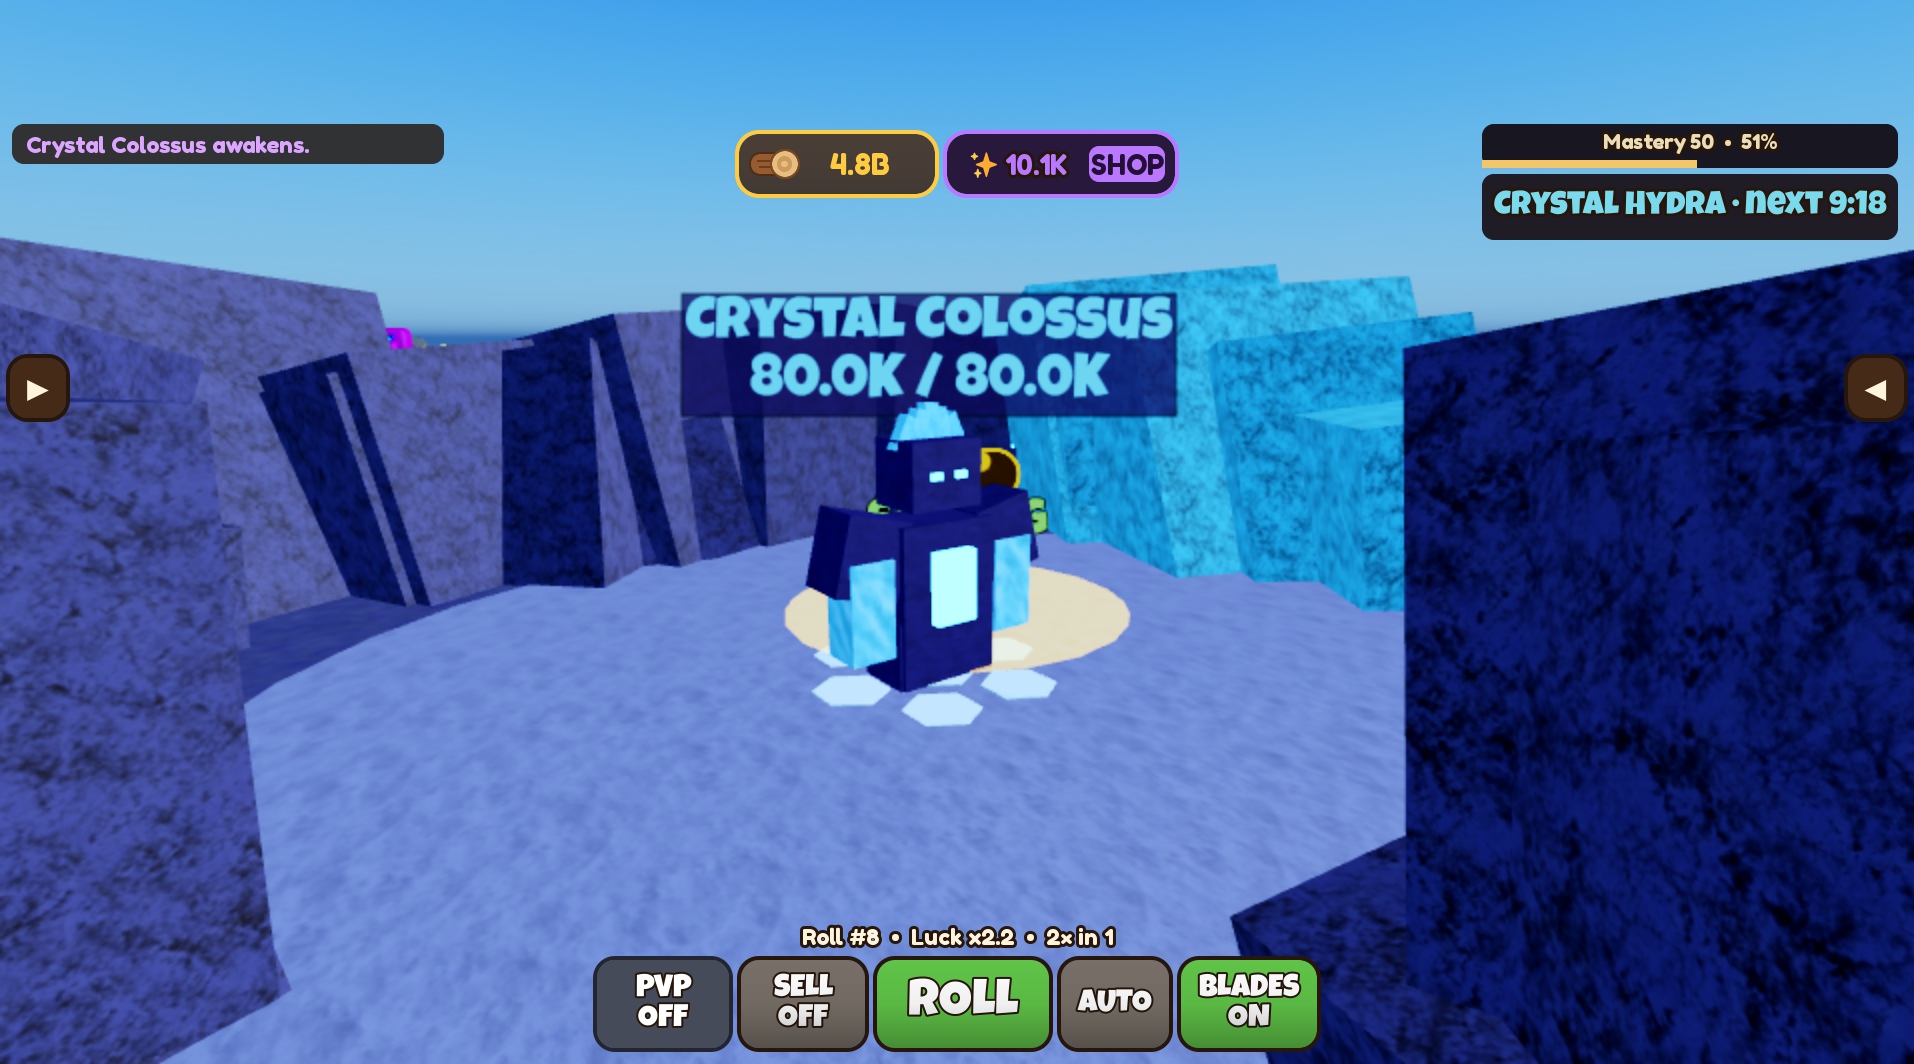 Crystal Colossus awakens.
4.8B
10.1K SHOP
Mastery 50 • 51%
CRYSTAL HYDRA · next 9:18
CRYSTAL COLOSSUS
80.0K / 80.0K
Roll #8 • Luck x2.2 • 2x in 1
PVP
OFF
SELL
OFF
ROLL
AUTO
BLADES
ON